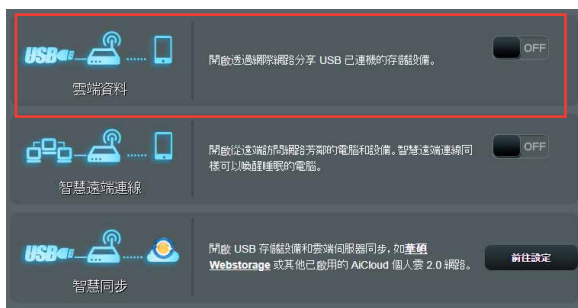 USB
開啟透過網際網路分享 USB 已連機的存儲設備。
OFF
雲端資料
開啟從遠端訪問網路芳鄰的電腦和設備。智慧遠端連線同
樣可以喚醒睡眠的電腦。
OFF
智慧遠端連線
USB
開啟 USB 存儲設備和雲端伺服器同步，如華碩
Webstorage 或其他已啟用的 AiCloud 個人雲 2.0 網路。
前往設定
智慧同步